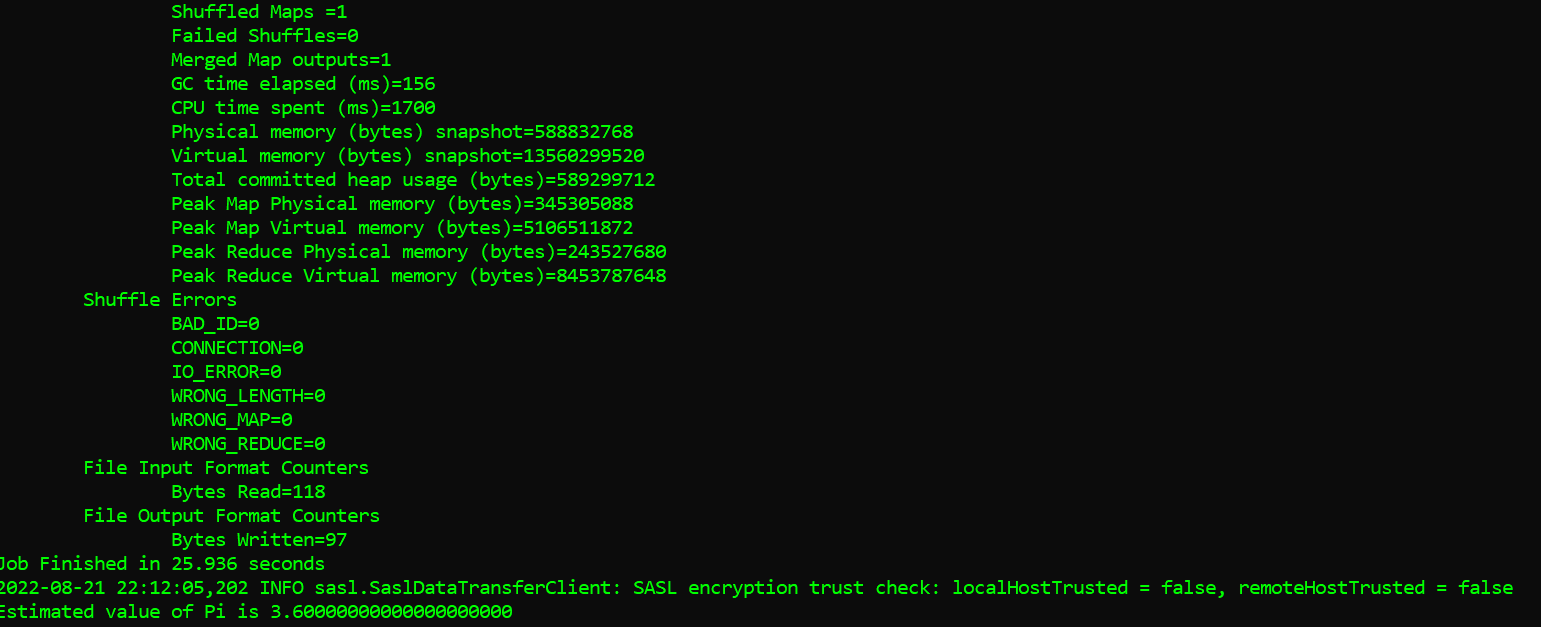 Shuffled Maps =1
Failed Shuffles=0
Merged Map outputs=1
GC time elapsed (ms)=156
CPU time spent (ms)=1700
Physical memory (bytes) snapshot=588832768
Virtual memory (bytes) snapshot=13560299520
Total committed heap usage (bytes)=589299712
Peak Map Physical memory (bytes)=345305088
Peak Map Virtual memory (bytes)=5106511872
Peak Reduce Physical memory (bytes)=243527680
Peak Reduce Virtual memory (bytes)=8453787648
Shuffle Errors
BAD_ID=0
CONNECTION=0
IO_ERROR=0
WRONG_LENGTH=0
WRONG_MAP=0
WRONG_REDUCE=0
File Input Format Counters
Bytes Read=118
File Output Format Counters
Bytes Written=97
Job Finished in 25.936 seconds
2022-08-21 22:12:05,202 INFO sasl.SaslDataTransferClient: SASL encryption trust check: localHostTrusted = false, remoteHostTrusted = false
Estimated value of Pi is 3.60000000000000000000